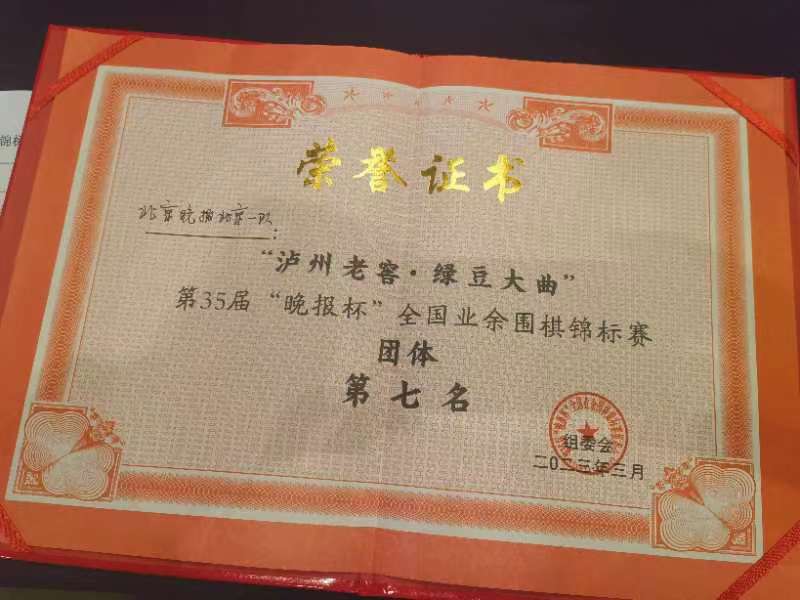 荣誉证书
北京晚报北京一队:
“泸州老窖·绿豆大曲”
第35届“晚报杯”全国业余围棋锦标赛
团体
第七名
组委会
二〇二三年三月